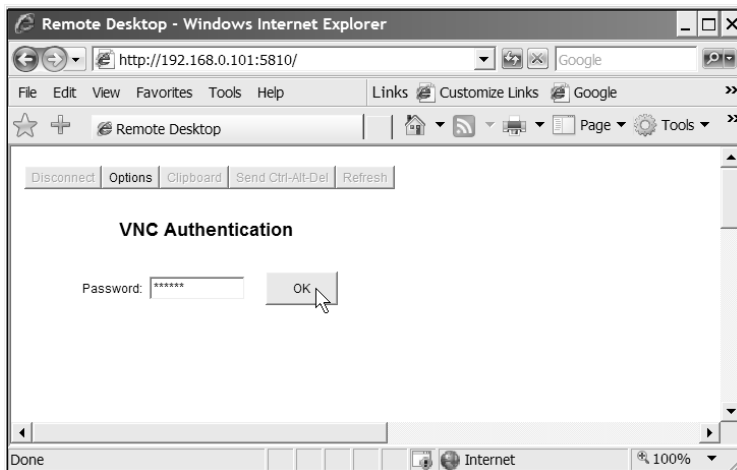 Remote Desktop - Windows Internet Explorer
http://192.168.0.101:5810/ Google
File Edit View Favorites Tools Help Links Customize Links Google »
Remote Desktop Page Tools »
Disconnect Options Clipboard Send Ctrl-Alt-Del Refresh
VNC Authentication
Password: ****** OK
Done Internet 100%